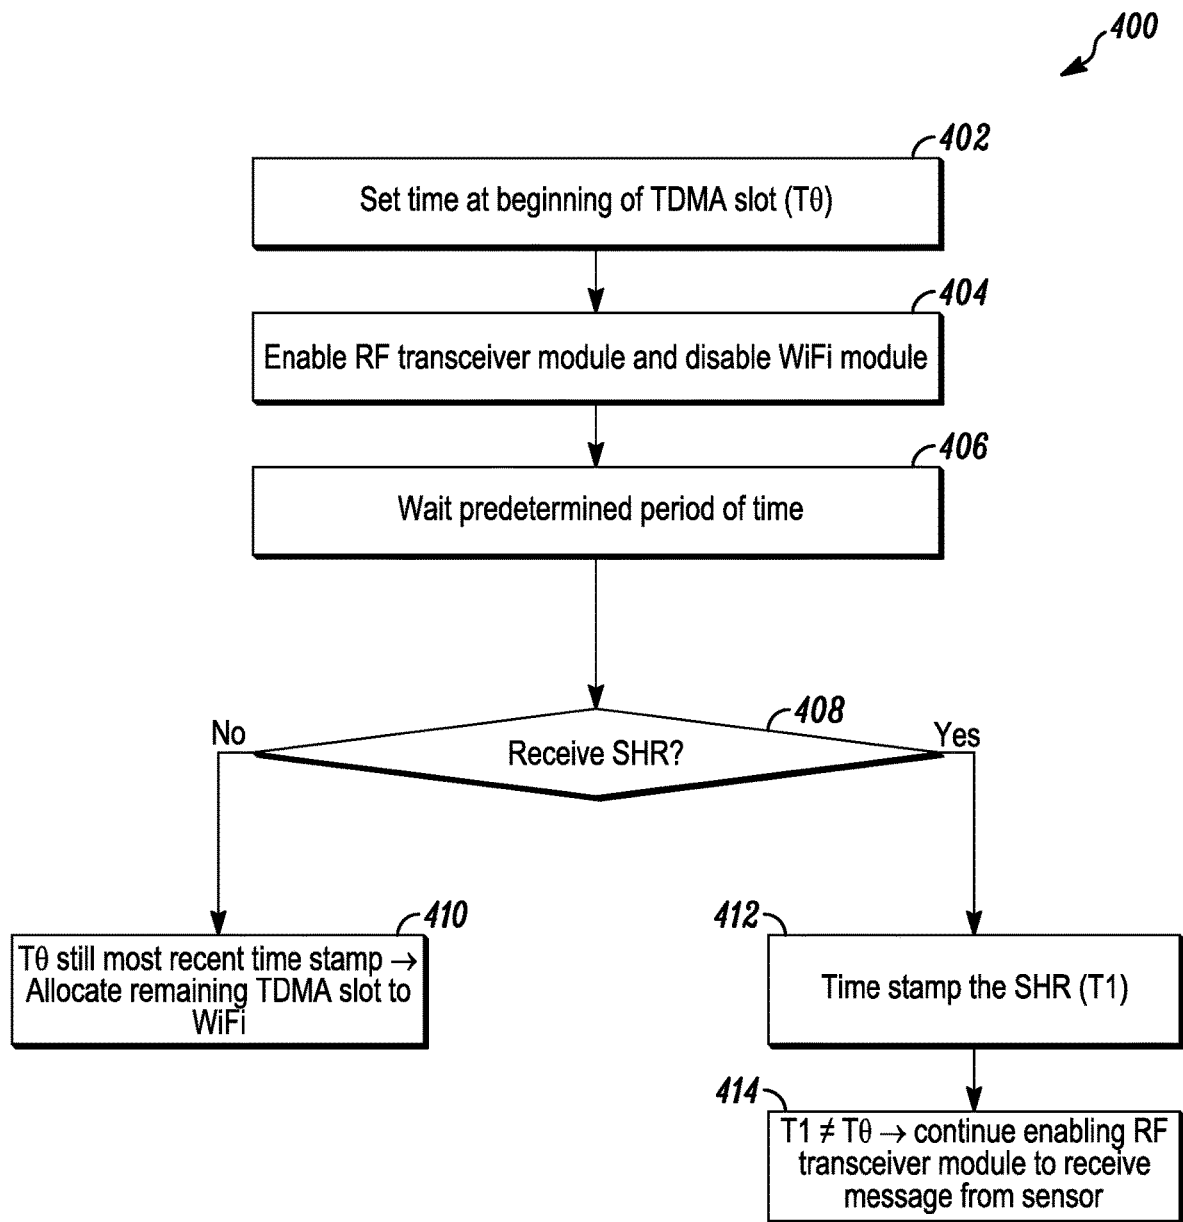 400
402
Set time at beginning of TDMA slot (Tθ)
404
Enable RF transceiver module and disable WiFi module
406
Wait predetermined period of time
408
No
Yes
Receive SHR?
410
Tθ still most recent time stamp →
Allocate remaining TDMA slot to
WiFi
412
Time stamp the SHR (T1)
414
T1 ≠ Tθ → continue enabling RF
transceiver module to receive
message from sensor